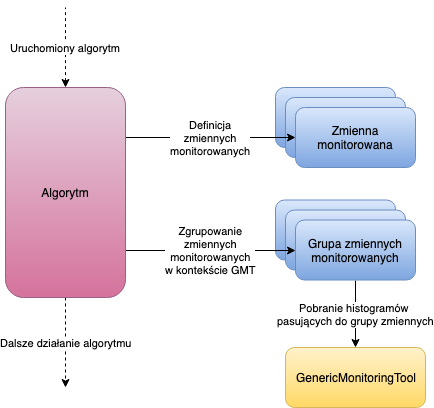 Uruchomiony algorytm
Algorytm
Definicja
zmiennych
monitorowanych
Zmienna
monitorowana
Zgrupowanie
zmiennych
monitorowanych
w kontekście GMT
Grupa zmiennych
monitorowanych
Pobranie histogramów
pasujących do grupy zmiennych
Dalsze działanie algorytmu
GenericMonitoringTool